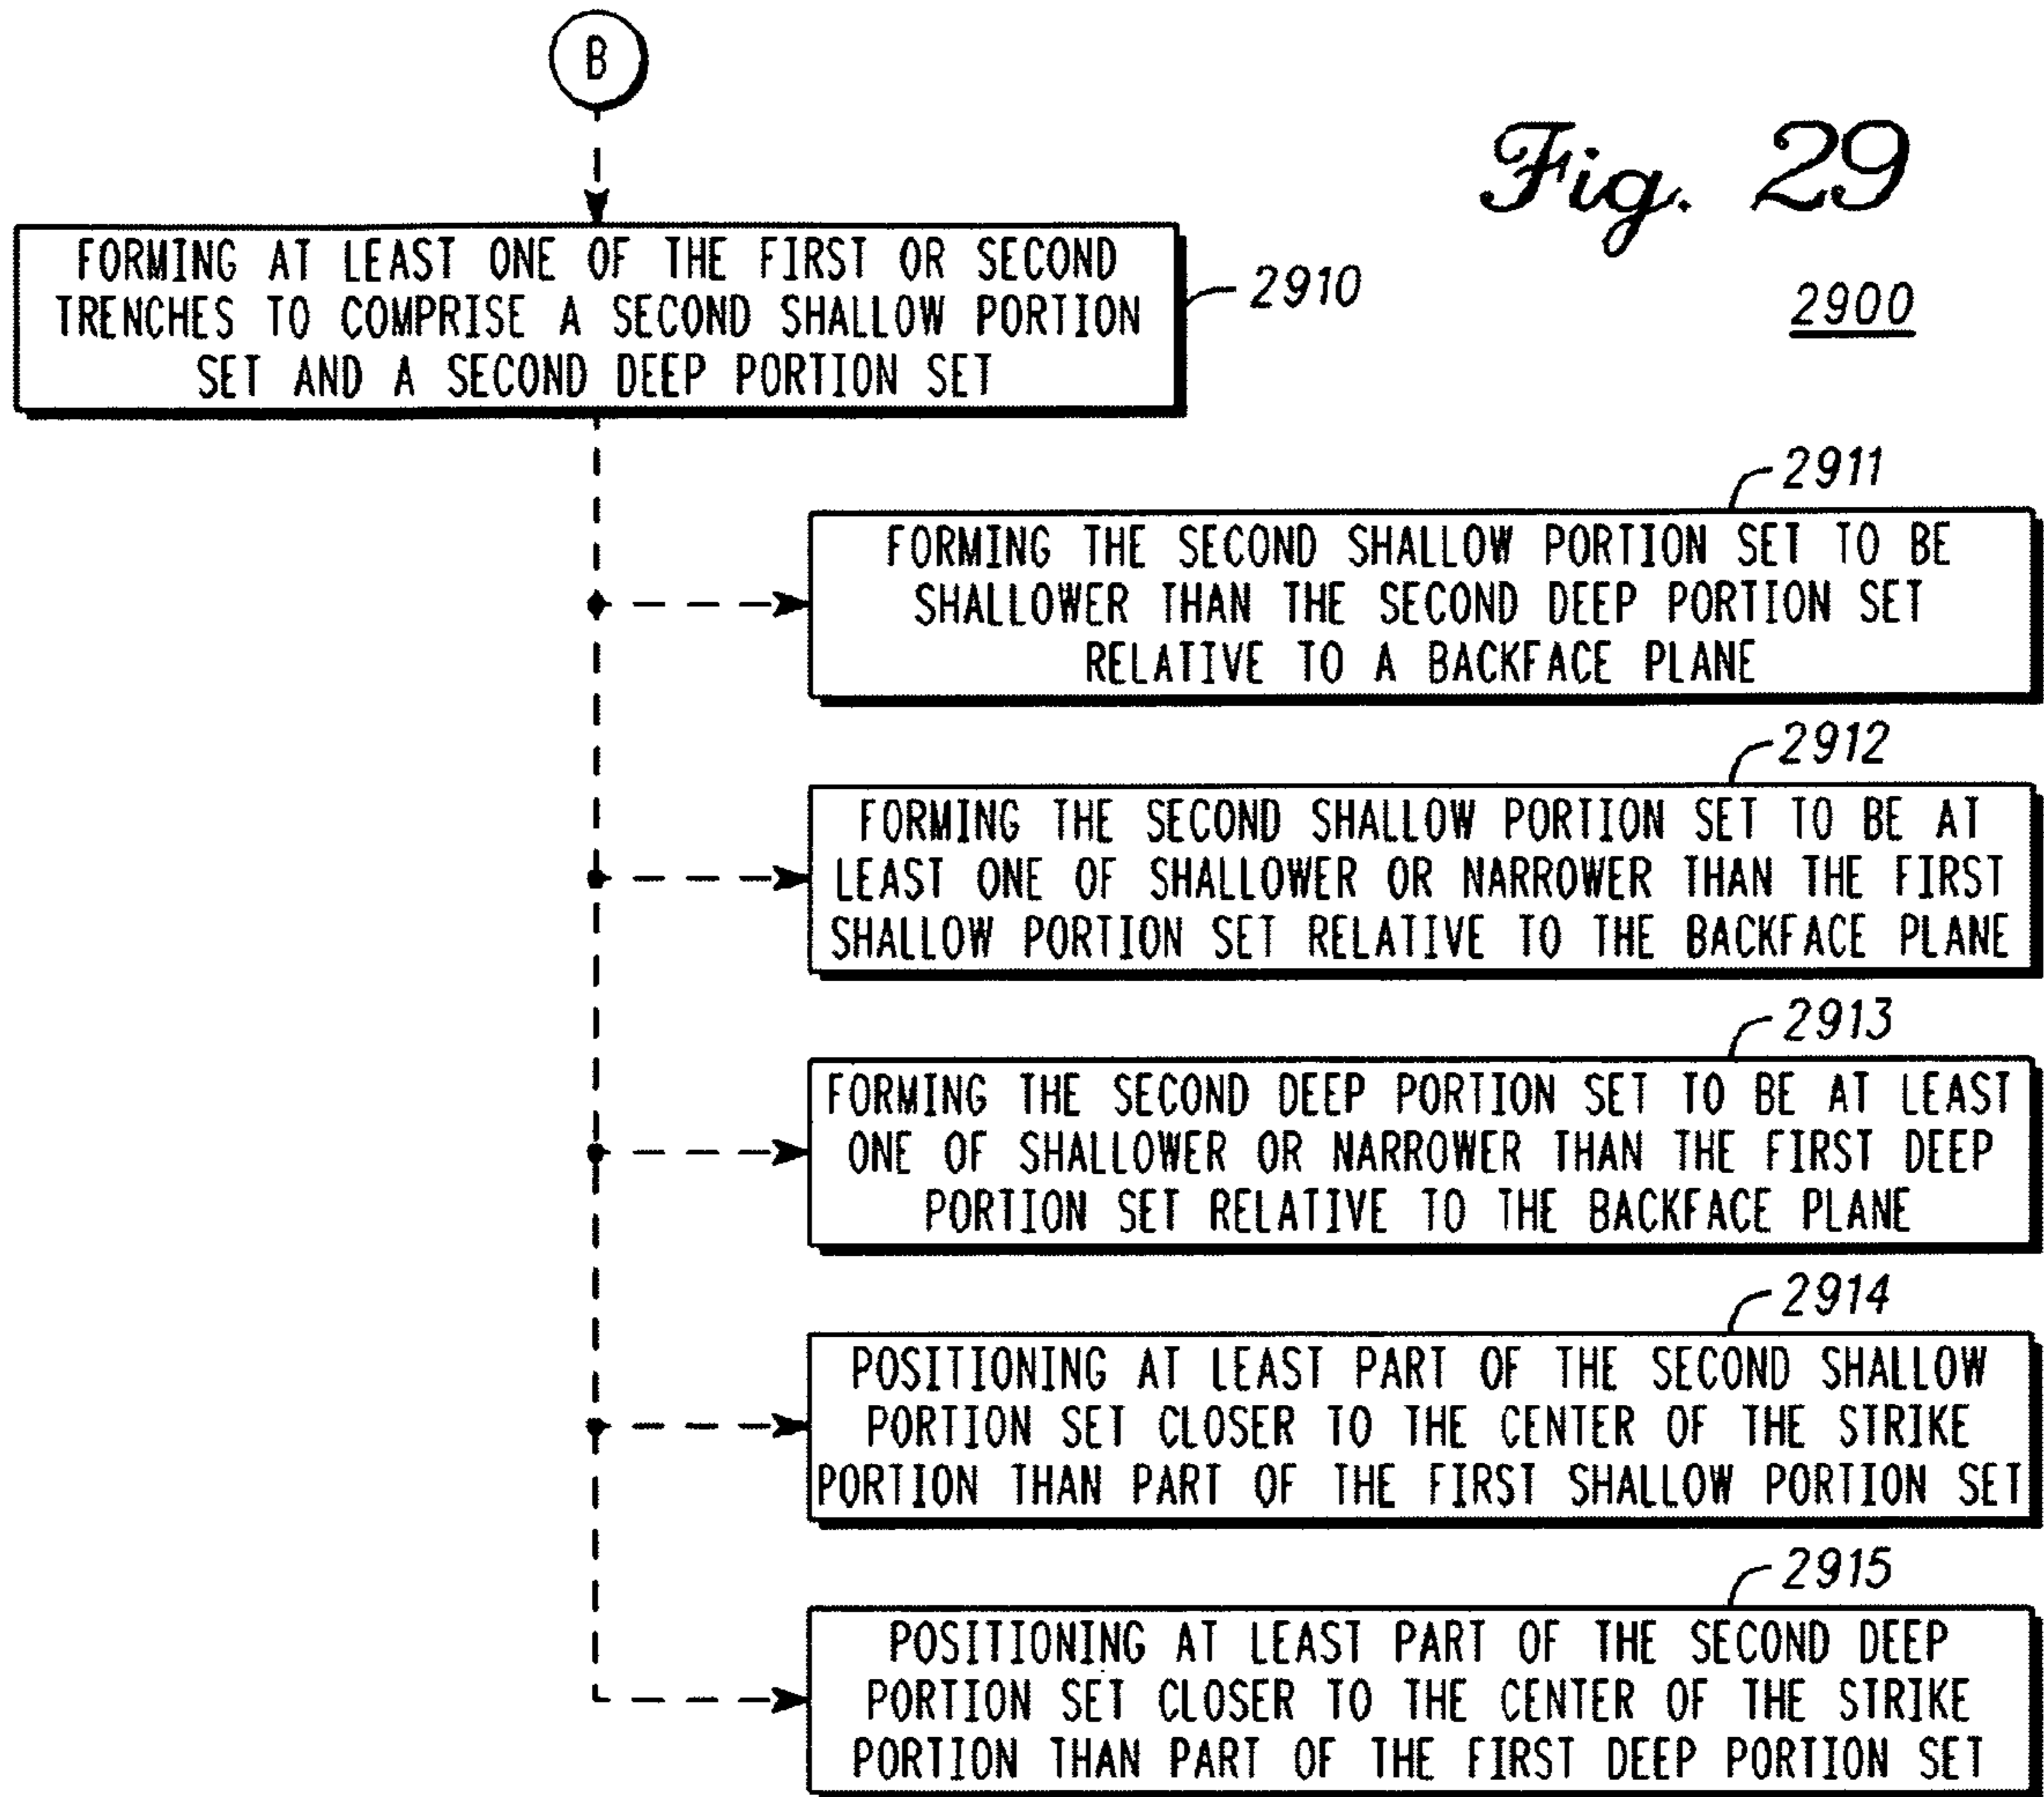 B
Fig. 29
2900
FORMING AT LEAST ONE OF THE FIRST OR SECOND
TRENCHES TO COMPRISE A SECOND SHALLOW PORTION
SET AND A SECOND DEEP PORTION SET
2910
2911
FORMING THE SECOND SHALLOW PORTION SET TO BE
SHALLOWER THAN THE SECOND DEEP PORTION SET
RELATIVE TO A BACKFACE PLANE
2912
FORMING THE SECOND SHALLOW PORTION SET TO BE AT
LEAST ONE OF SHALLOWER OR NARROWER THAN THE FIRST
SHALLOW PORTION SET RELATIVE TO THE BACKFACE PLANE
2913
FORMING THE SECOND DEEP PORTION SET TO BE AT LEAST
ONE OF SHALLOWER OR NARROWER THAN THE FIRST DEEP
PORTION SET RELATIVE TO THE BACKFACE PLANE
2914
POSITIONING AT LEAST PART OF THE SECOND SHALLOW
PORTION SET CLOSER TO THE CENTER OF THE STRIKE
PORTION THAN PART OF THE FIRST SHALLOW PORTION SET
2915
POSITIONING AT LEAST PART OF THE SECOND DEEP
PORTION SET CLOSER TO THE CENTER OF THE STRIKE
PORTION THAN PART OF THE FIRST DEEP PORTION SET